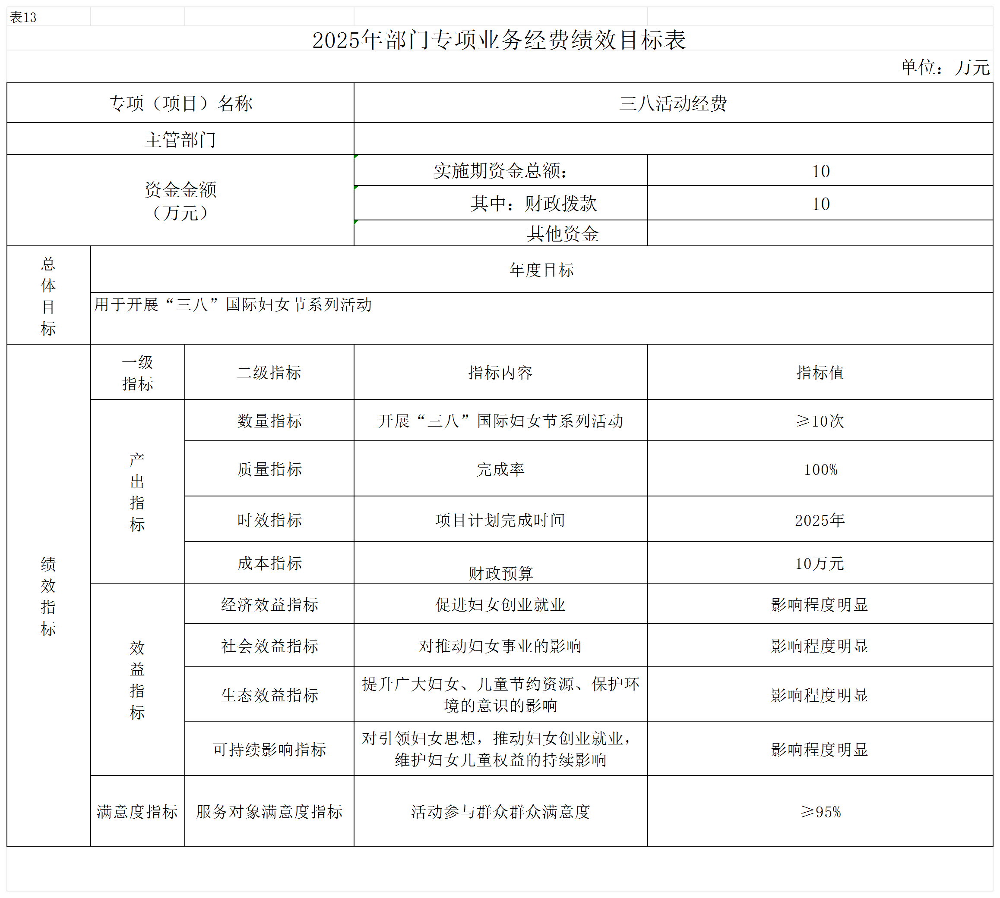 表13
2025年部门专项业务经费绩效目标表
单位：万元
专项（项目）名称
三八活动经费
主管部门
资金金额
（万元）
实施期资金总额：
10
其中：财政拨款
10
其他资金
总
体
目
标
年度目标
用于开展“三八”国际妇女节系列活动
绩
效
指
标
一级
指标
二级指标
指标内容
指标值
产
出
指
标
数量指标
开展“三八”国际妇女节系列活动
≥10次
质量指标
完成率
100%
时效指标
项目计划完成时间
2025年
成本指标
财政预算
10万元
效
益
指
标
经济效益指标
促进妇女创业就业
影响程度明显
社会效益指标
对推动妇女事业的影响
影响程度明显
生态效益指标
提升广大妇女、儿童节约资源、保护环
境的意识的影响
影响程度明显
可持续影响指标
对引领妇女思想，推动妇女创业就业，
维护妇女儿童权益的持续影响
影响程度明显
满意度指标
服务对象满意度指标
活动参与群众群众满意度
≥95%